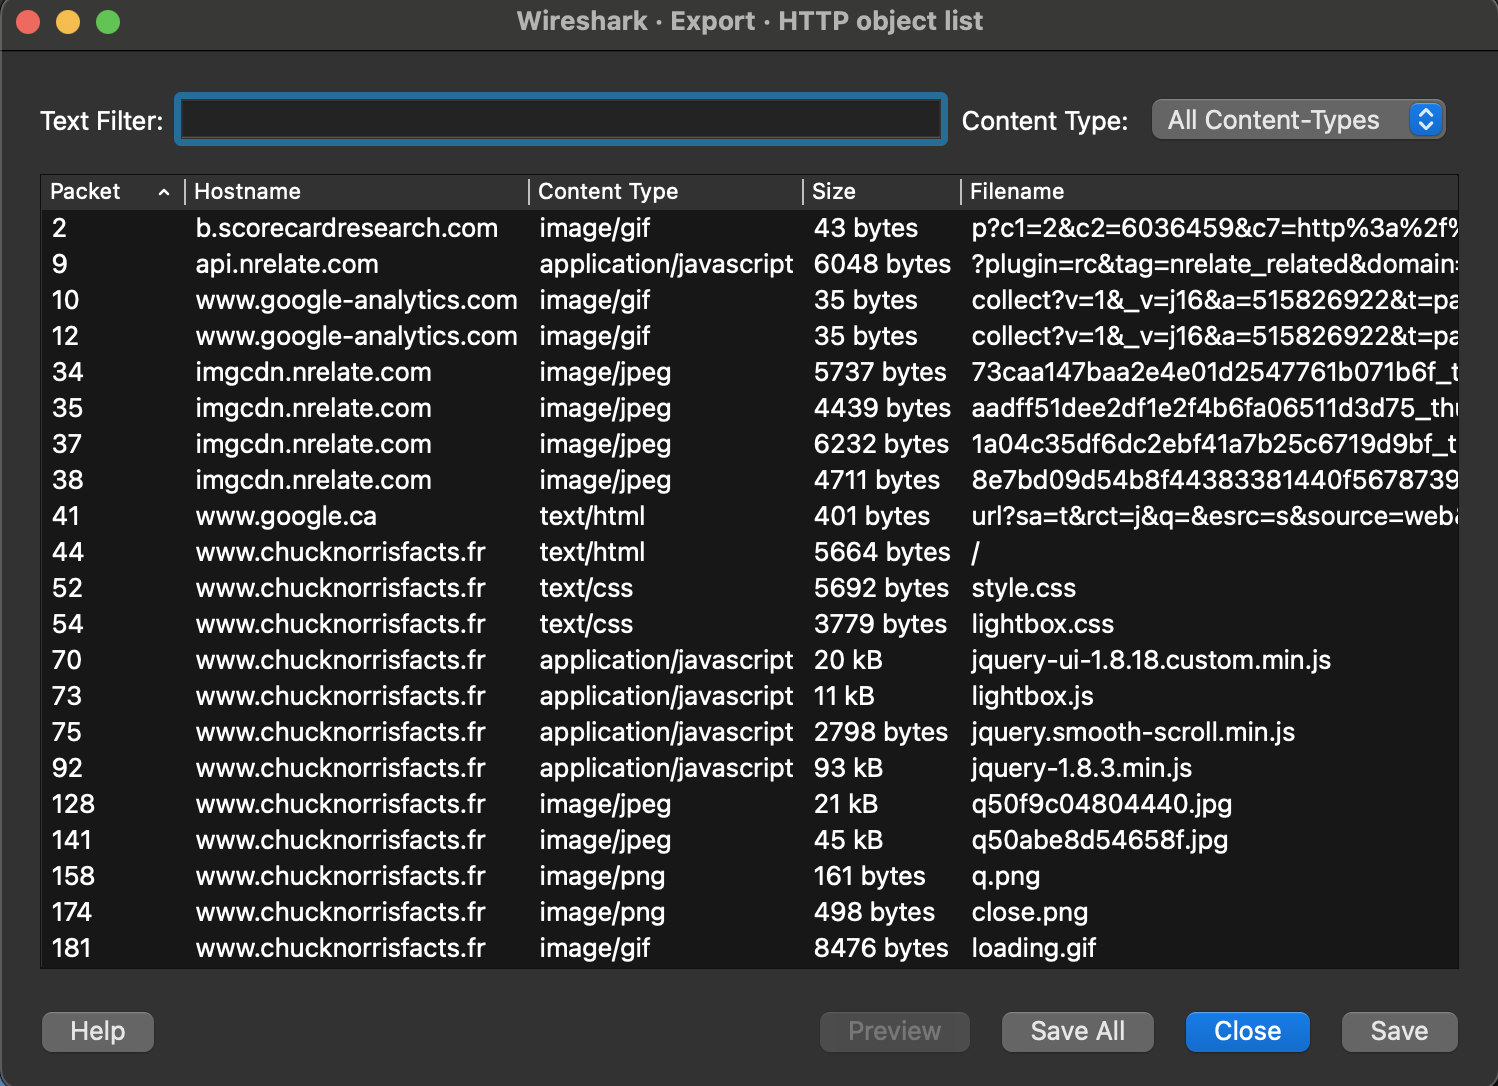 Wireshark · Export · HTTP object list
Text Filter: Content Type: All Content-Types
Packet Hostname Content Type Size Filename
2 b.scorecardresearch.com image/gif 43 bytes p?c1=2&c2=6036459&c7=http%3a%2f%
9 api.nrelate.com application/javascript 6048 bytes ?plugin=rc&tag=nrelate_related&domain=
10 www.google-analytics.com image/gif 35 bytes collect?v=1&_v=j16&a=515826922&t=pa
12 www.google-analytics.com image/gif 35 bytes collect?v=1&_v=j16&a=515826922&t=pa
34 imgcdn.nrelate.com image/jpeg 5737 bytes 73caa147baa2e4e01d2547761b071b6f_t
35 imgcdn.nrelate.com image/jpeg 4439 bytes aadff51dee2df1e2f4b6fa06511d3d75_thu
37 imgcdn.nrelate.com image/jpeg 6232 bytes 1a04c35df6dc2ebf41a7b25c6719d9bf_t
38 imgcdn.nrelate.com image/jpeg 4711 bytes 8e7bd09d54b8f44383381440f5678739
41 www.google.ca text/html 401 bytes url?sa=t&rct=j&q=&esrc=s&source=web&
44 www.chucknorrisfacts.fr text/html 5664 bytes /
52 www.chucknorrisfacts.fr text/css 5692 bytes style.css
54 www.chucknorrisfacts.fr text/css 3779 bytes lightbox.css
70 www.chucknorrisfacts.fr application/javascript 20 kB jquery-ui-1.8.18.custom.min.js
73 www.chucknorrisfacts.fr application/javascript 11 kB lightbox.js
75 www.chucknorrisfacts.fr application/javascript 2798 bytes jquery.smooth-scroll.min.js
92 www.chucknorrisfacts.fr application/javascript 93 kB jquery-1.8.3.min.js
128 www.chucknorrisfacts.fr image/jpeg 21 kB q50f9c04804440.jpg
141 www.chucknorrisfacts.fr image/jpeg 45 kB q50abe8d54658f.jpg
158 www.chucknorrisfacts.fr image/png 161 bytes q.png
174 www.chucknorrisfacts.fr image/png 498 bytes close.png
181 www.chucknorrisfacts.fr image/gif 8476 bytes loading.gif
Help Preview Save All Close Save